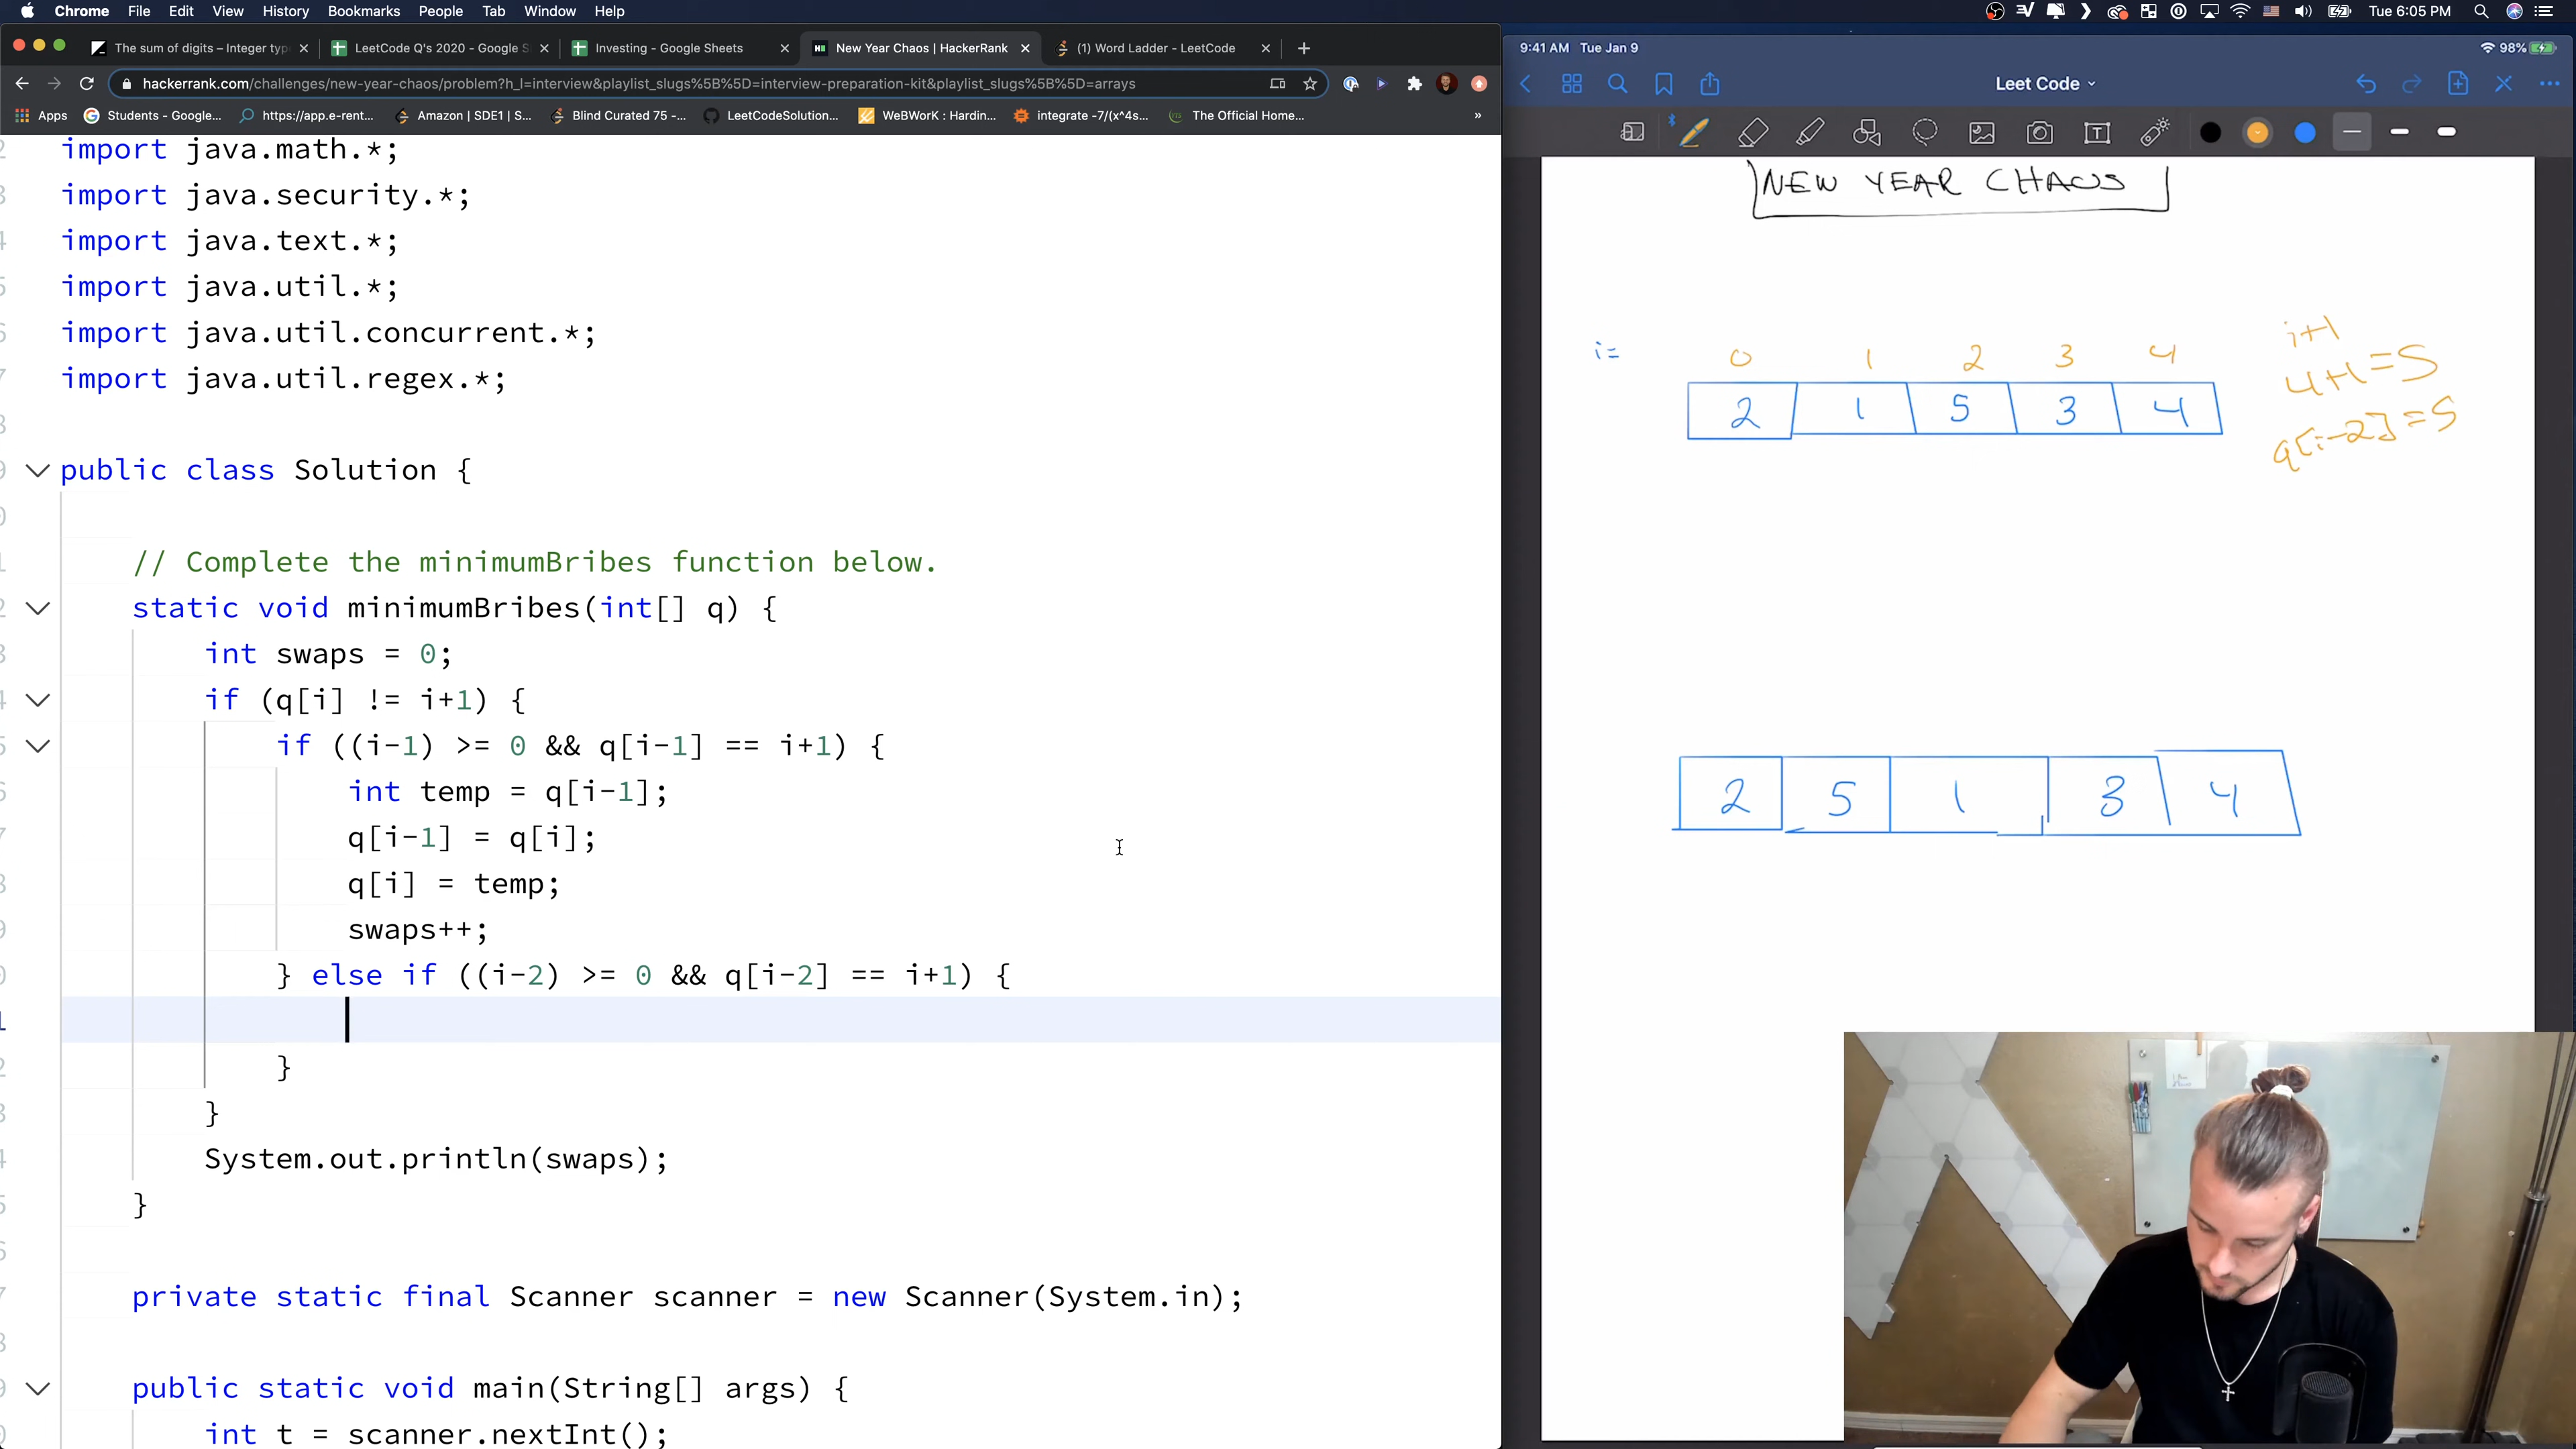 Chrome File Edit View History Bookmarks People Tab Window Help Tue 6:05 PM
The sum of digits – Integer typ
LeetCode Q's 2020 - Google S
Investing - Google Sheets
New Year Chaos | HackerRank
(1) Word Ladder - LeetCode
hackerrank.com/challenges/new-year-chaos/problem?h_l=interview&playlist_slugs%5B%5D=interview-preparation-kit&playlist_slugs%5B%5D=arrays
Apps Students - Google... https://app.e-rent... Amazon | SDE1 | S... Blind Curated 75 -... LeetCodeSolution... WeBWorK : Hardin... integrate -7/(x^4s... The Official Home... »
import java.math.*;
import java.security.*;
import java.text.*;
import java.util.*;
import java.util.concurrent.*;
import java.util.regex.*;
public class Solution {
// Complete the minimumBribes function below.
static void minimumBribes(int[] q) {
int swaps = 0;
if (q[i] != i+1) {
if ((i-1) >= 0 && q[i-1] == i+1) {
int temp = q[i-1];
q[i-1] = q[i];
q[i] = temp;
swaps++;
} else if ((i-2) >= 0 && q[i-2] == i+1) {
}
}
System.out.println(swaps);
}
private static final Scanner scanner = new Scanner(System.in);
public static void main(String[] args) {
int t = scanner.nextInt();
9:41 AM Tue Jan 9 98%
Leet Code
NEW YEAR CHAOS
i= 0 1 2 3 4
2 1 5 3 4
i+1
4+1=5
q[i-2]=5
2 5 1 3 4